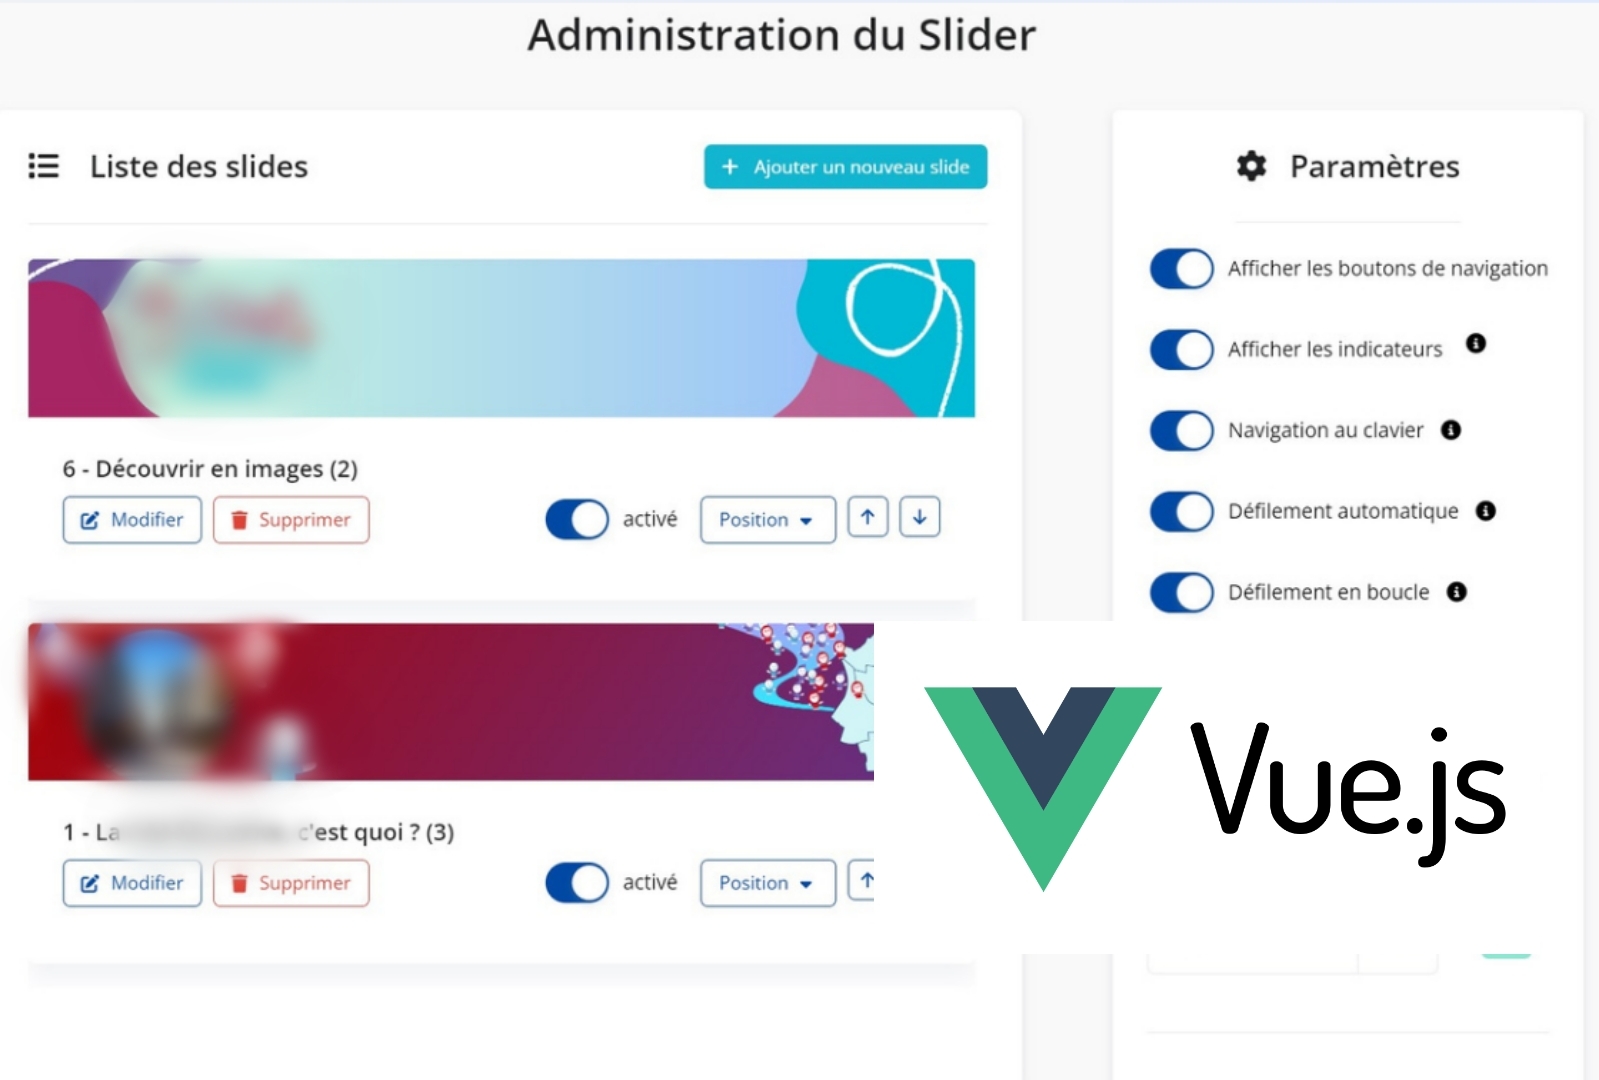 Administration du Slider
Liste des slides
Ajouter un nouveau slide
6 - Découvrir en images (2)
Modifier
Supprimer
activé
Position
1 - La c'est quoi ? (3)
Modifier
Supprimer
activé
Position
Paramètres
Afficher les boutons de navigation
Afficher les indicateurs
Navigation au clavier
Défilement automatique
Défilement en boucle
Vue.js